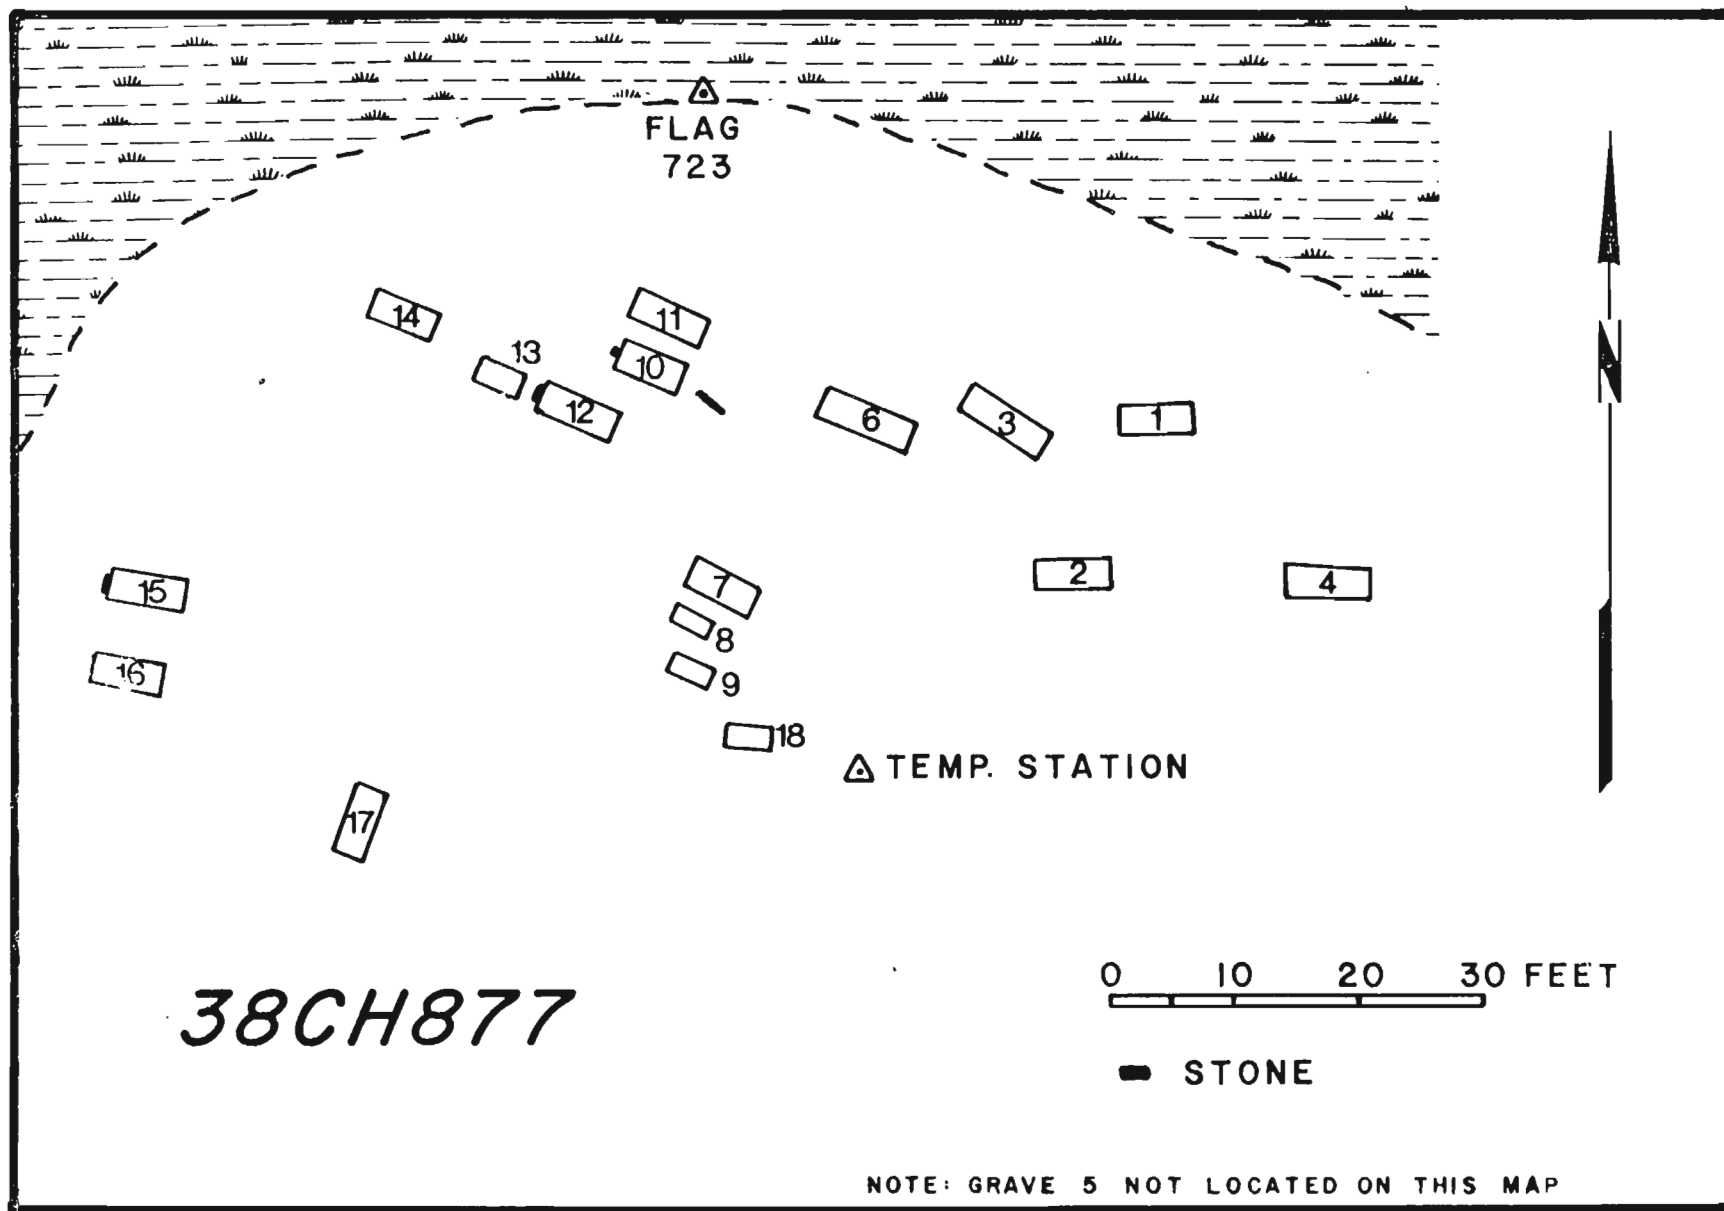 FLAG
723
14
11
13
10
12
6
3
1
15
7
2
4
8
16
9
18
TEMP. STATION
17
N
0 10 20 30 FEET
38CH877
STONE
NOTE: GRAVE 5 NOT LOCATED ON THIS MAP